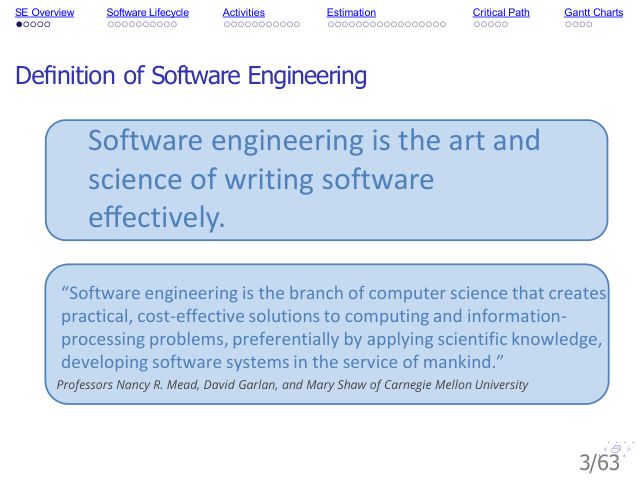 SE Overview Software Lifecycle Activities Estimation Critical Path Gantt Charts
Definition of Software Engineering
Software engineering is the art and
science of writing software
effectively.
“Software engineering is the branch of computer science that creates
practical, cost-effective solutions to computing and information-
processing problems, preferentially by applying scientific knowledge,
developing software systems in the service of mankind.”
Professors Nancy R. Mead, David Garlan, and Mary Shaw of Carnegie Mellon University
3/63